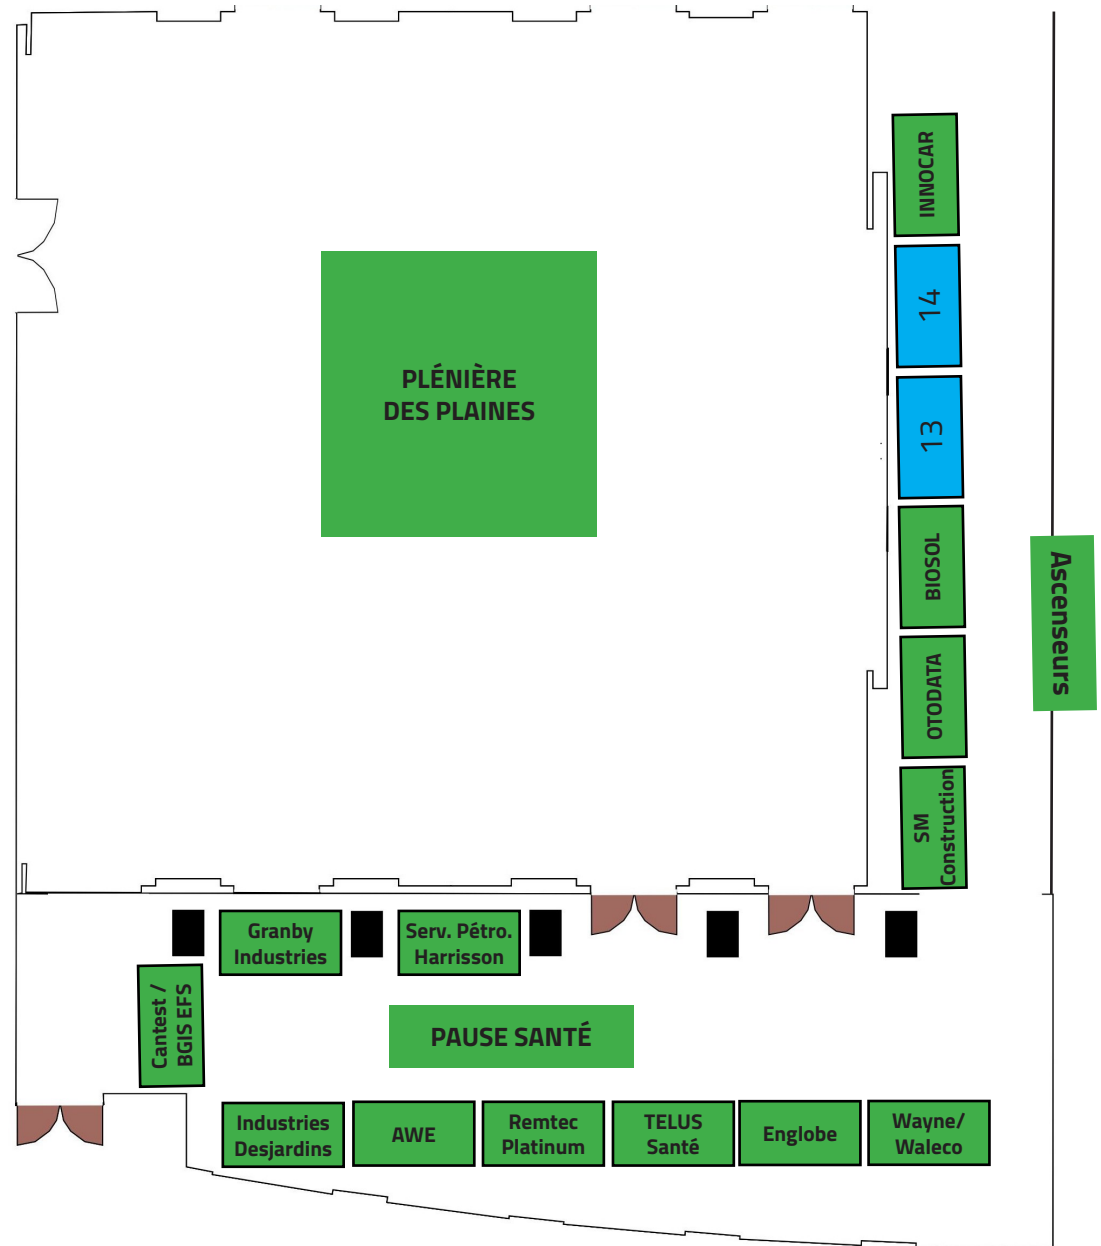 INNOCAR
14
PLÉNIÈRE
DES PLAINES
13
BIOSOL
Ascenseurs
OTODATA
SM
Construction
Granby
Industries
Serv. Pétro.
Harrisson
Cantest /
BGIS EFS
PAUSE SANTÉ
Industries
Desjardins
AWE
Remtec
Platinum
TELUS
Santé
Englobe
Wayne/
Waleco